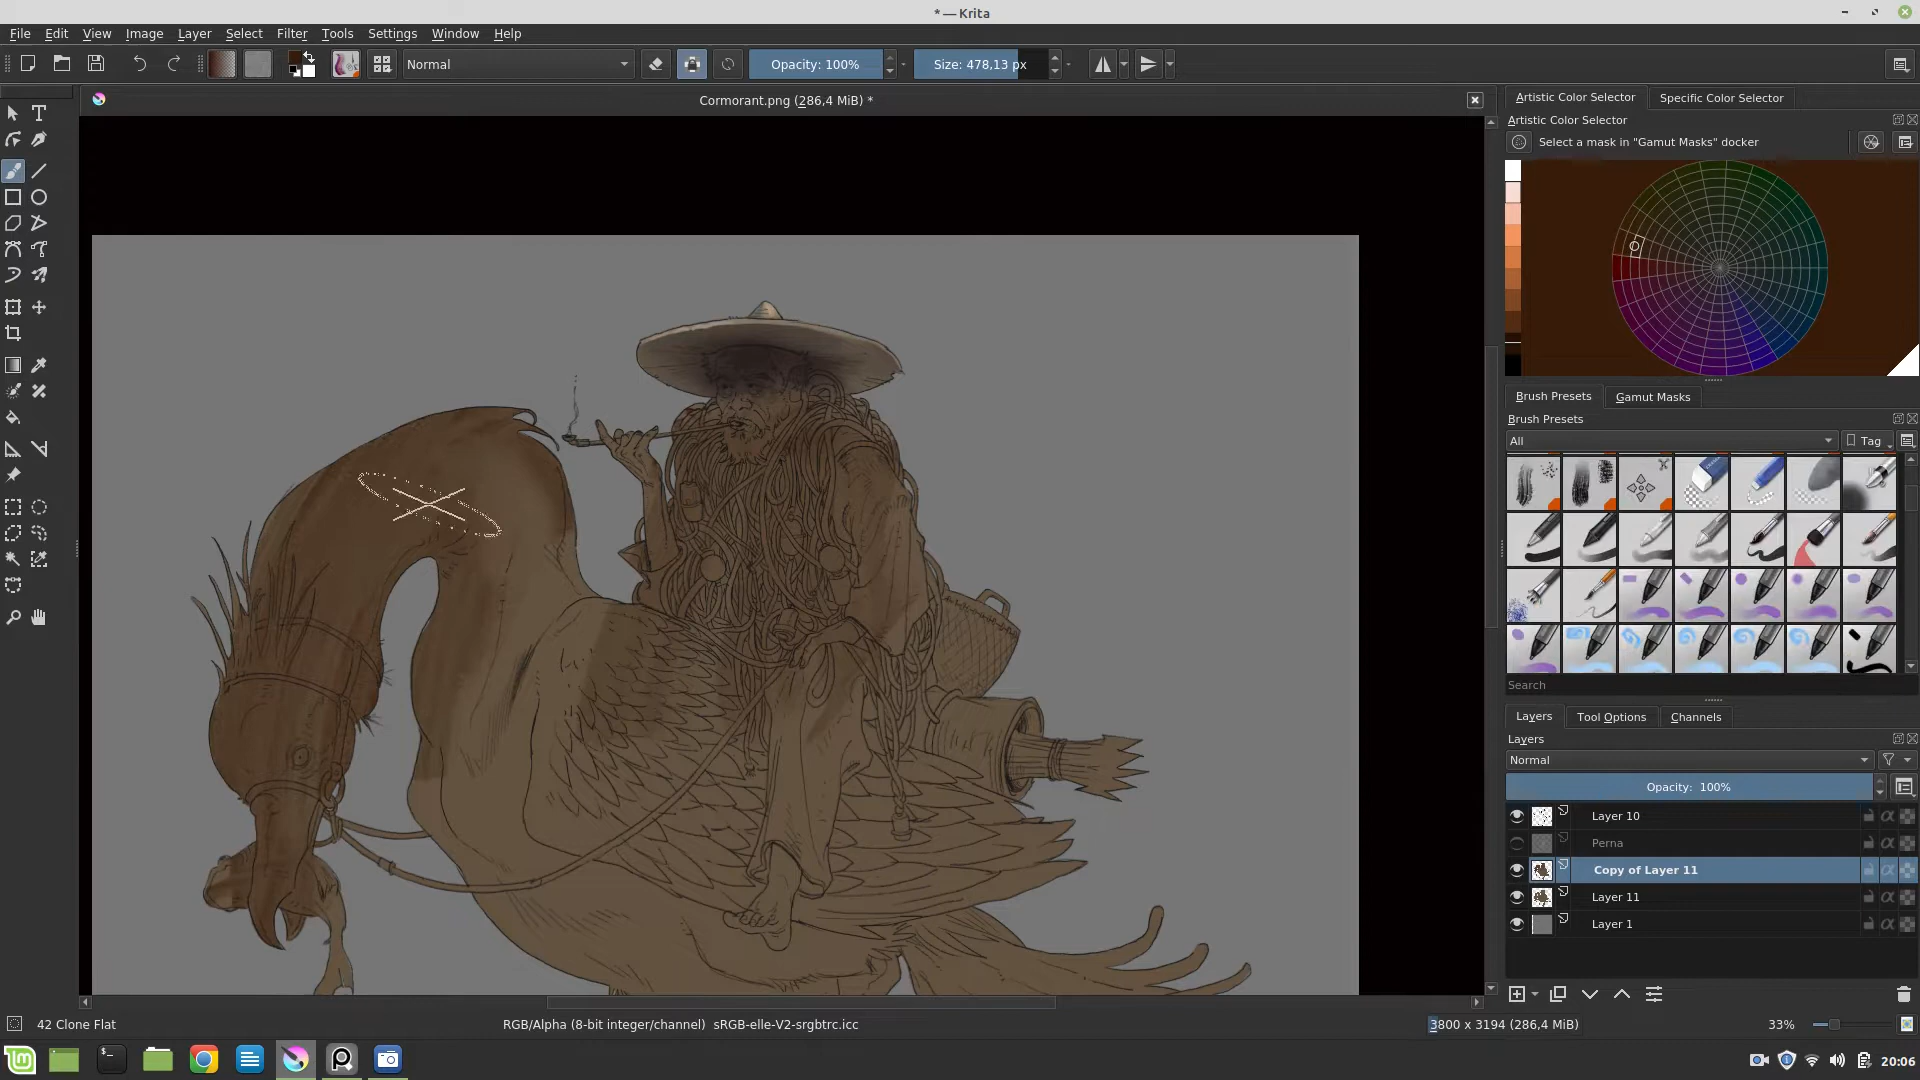 * — Krita
File Edit View Image Layer Select Filter Tools Settings Window Help
Normal
Opacity: 100%
Size: 478,13 px
Cormorant.png (286,4 MiB) *
Artistic Color Selector
Specific Color Selector
Artistic Color Selector
Select a mask in "Gamut Masks" docker
Brush Presets
Gamut Masks
Brush Presets
All
Tag
Search
Layers
Tool Options
Channels
Layers
Normal
Opacity: 100%
Layer 10
Perna
Copy of Layer 11
Layer 11
Layer 1
42 Clone Flat
RGB/Alpha (8-bit integer/channel) sRGB-elle-V2-srgbtrc.icc
3800 x 3194 (286,4 MiB)
33%
20:06